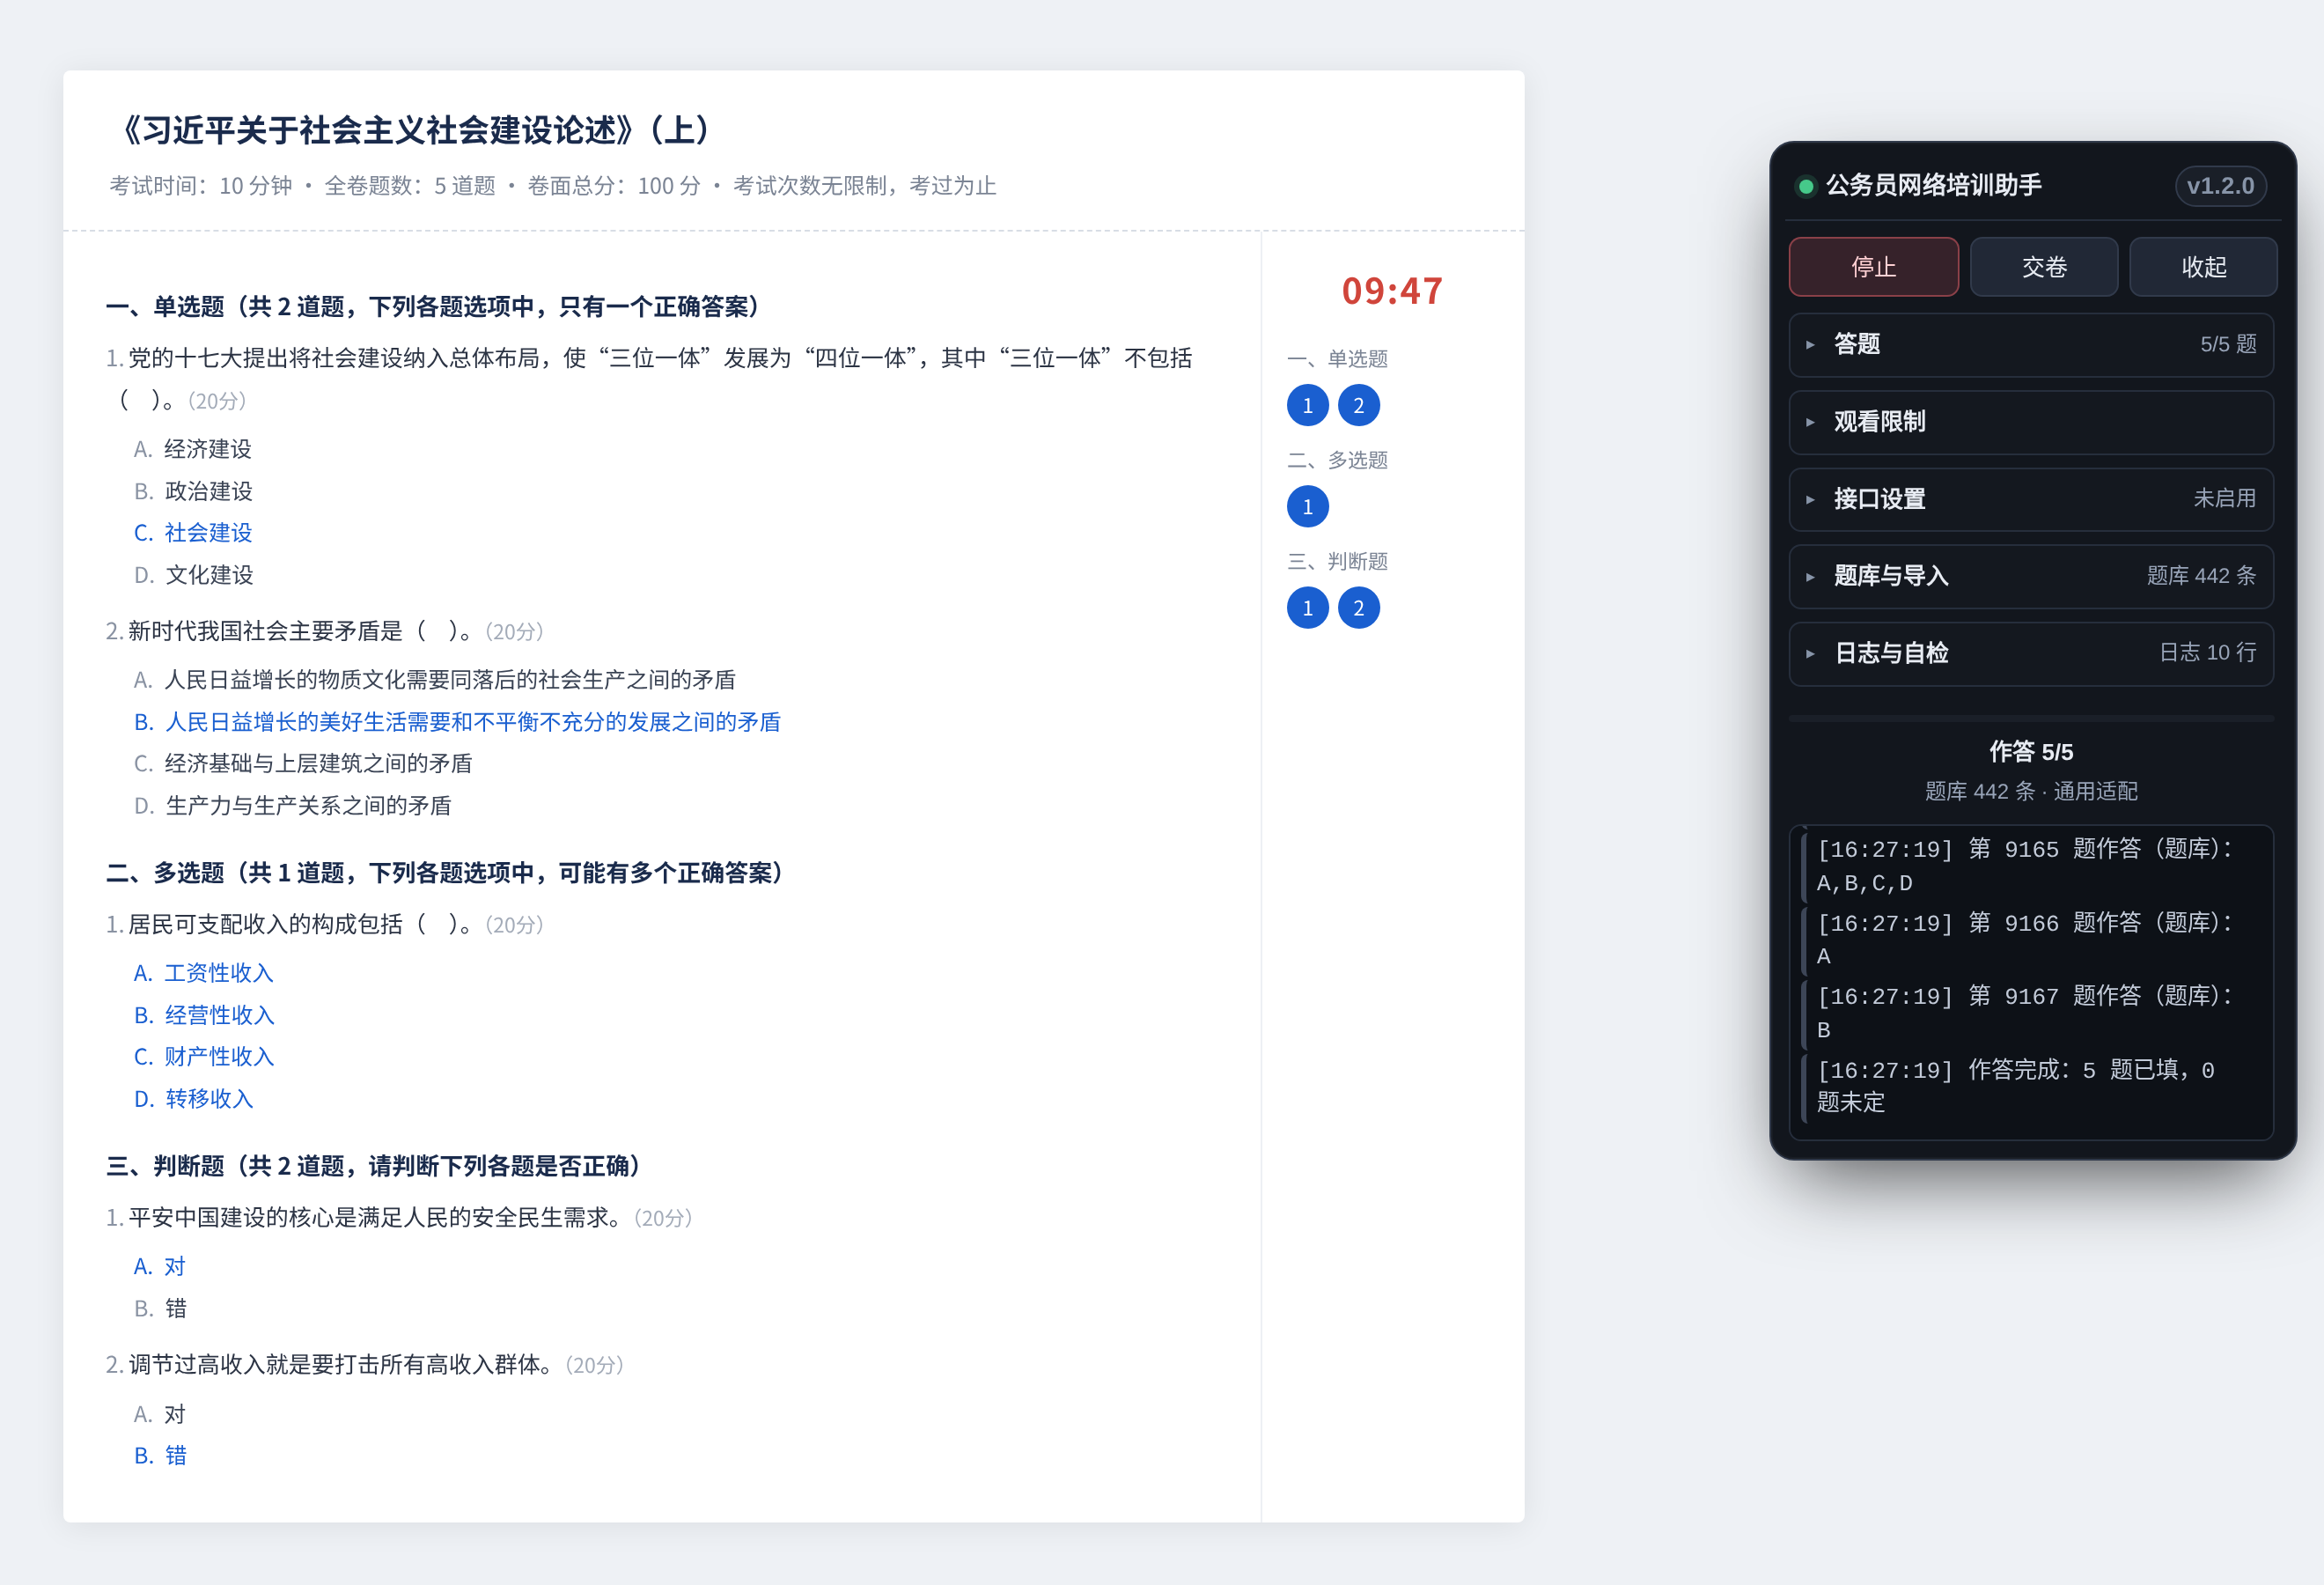 《习近平关于社会主义社会建设论述》（上）
考试时间：10 分钟 • 全卷题数：5 道题 • 卷面总分：100 分 • 考试次数无限制，考过为止
一、单选题（共 2 道题，下列各题选项中，只有一个正确答案）
1. 党的十七大提出将社会建设纳入总体布局，使“三位一体”发展为“四位一体”，其中“三位一体”不包括
（ ）。（20分）
A. 经济建设
B. 政治建设
C. 社会建设
D. 文化建设
2. 新时代我国社会主要矛盾是（ ）。（20分）
A. 人民日益增长的物质文化需要同落后的社会生产之间的矛盾
B. 人民日益增长的美好生活需要和不平衡不充分的发展之间的矛盾
C. 经济基础与上层建筑之间的矛盾
D. 生产力与生产关系之间的矛盾
二、多选题（共 1 道题，下列各题选项中，可能有多个正确答案）
1. 居民可支配收入的构成包括（ ）。（20分）
A. 工资性收入
B. 经营性收入
C. 财产性收入
D. 转移收入
三、判断题（共 2 道题，请判断下列各题是否正确）
1. 平安中国建设的核心是满足人民的安全民生需求。（20分）
A. 对
B. 错
2. 调节过高收入就是要打击所有高收入群体。（20分）
A. 对
B. 错
09:47
一、单选题
1 2
二、多选题
1
三、判断题
1 2
公务员网络培训助手 v1.2.0
停止 交卷 收起
▸ 答题 5/5 题
▸ 观看限制
▸ 接口设置 未启用
▸ 题库与导入 题库 442 条
▸ 日志与自检 日志 10 行
作答 5/5
题库 442 条 · 通用适配
[16:27:19] 第 9165 题作答（题库）：
A,B,C,D
[16:27:19] 第 9166 题作答（题库）：
A
[16:27:19] 第 9167 题作答（题库）：
B
[16:27:19] 作答完成：5 题已填，0
题未定